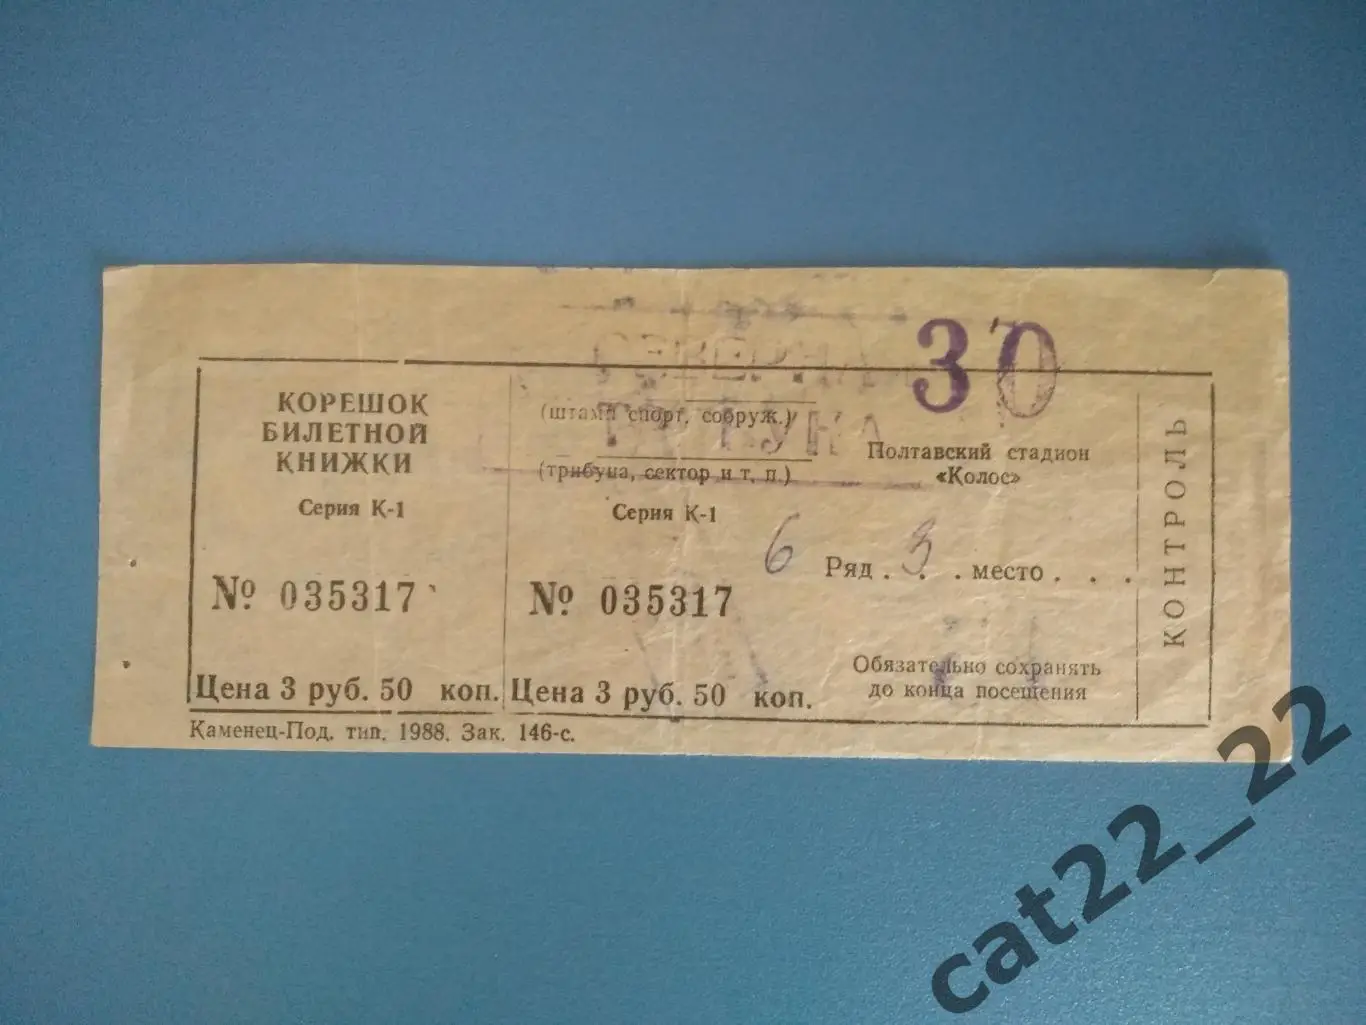 КОРЕШОК
БИЛЕТНОЙ
КНИЖКИ
Серия К-1
№ 035317
Цена 3 руб. 50 коп.
Каменец-Под. тип. 1988. Зак. 146-с.
СЕВЕРНАЯ
ТРИБУНА
(штамп спорт. сооруж.)
(трибуна, сектор и т. п.)
Серия К-1
№ 035317
Цена 3 руб. 50 коп.
30
Полтавский стадион
«Колос»
6 Ряд . 3 . . место . . .
Обязательно сохранять
до конца посещения
КОНТРОЛЬ
cat22_22